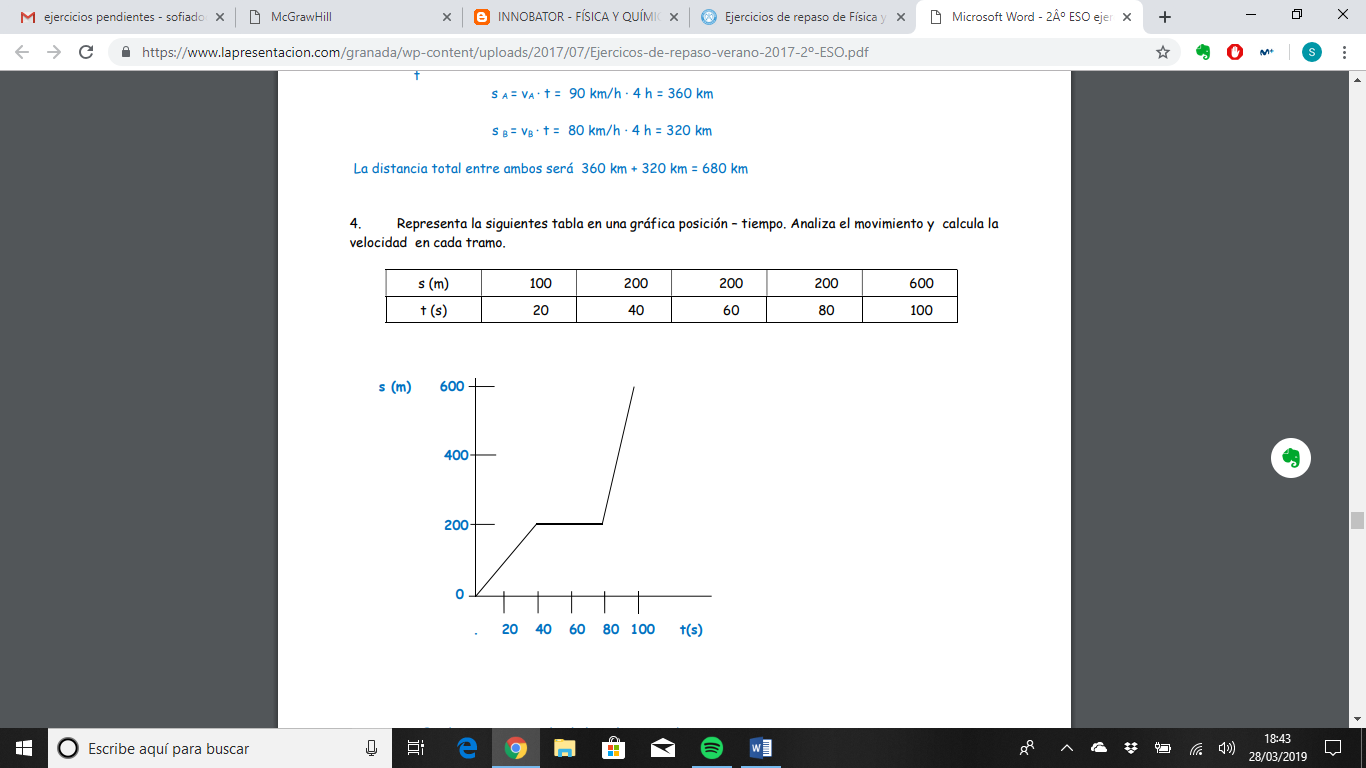 ejercicios pendientes - sofiado
McGrawHill
INNOBATOR - FÍSICA Y QUÍMI
Ejercicios de repaso de Física y
Microsoft Word - 2Âº ESO ejer
https://www.lapresentacion.com/granada/wp-content/uploads/2017/07/Ejercicos-de-repaso-verano-2017-2º-ESO.pdf
S
t
s A = vA · t = 90 km/h · 4 h = 360 km
s B = vB · t = 80 km/h · 4 h = 320 km
La distancia total entre ambos será 360 km + 320 km = 680 km
4. Representa la siguientes tabla en una gráfica posición – tiempo. Analiza el movimiento y calcula la
velocidad en cada tramo.
s (m) 100 200 200 200 600
t (s) 20 40 60 80 100
s (m) 600
400
200
0
. 20 40 60 80 100 t(s)
Escribe aquí para buscar
18:43
28/03/2019